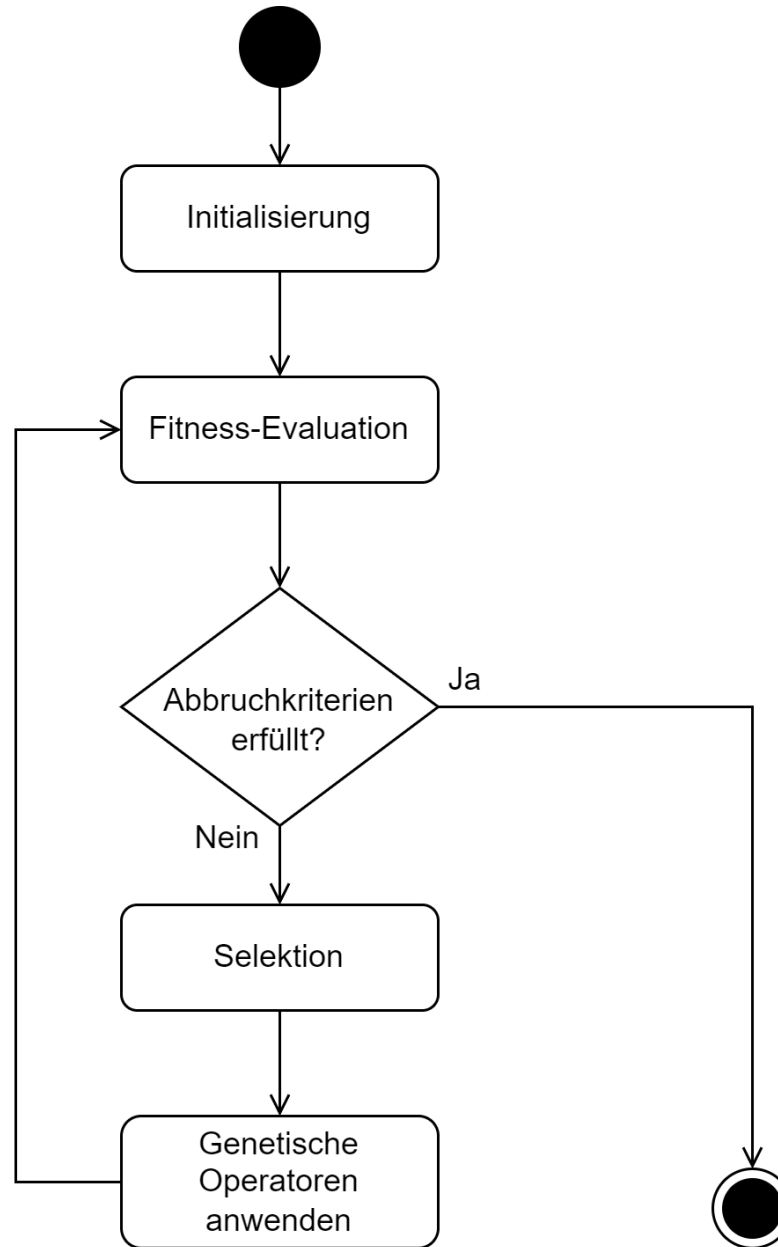 Initialisierung
Fitness-Evaluation
Abbruchkriterien
erfüllt?
Ja
Nein
Selektion
Genetische
Operatoren
anwenden